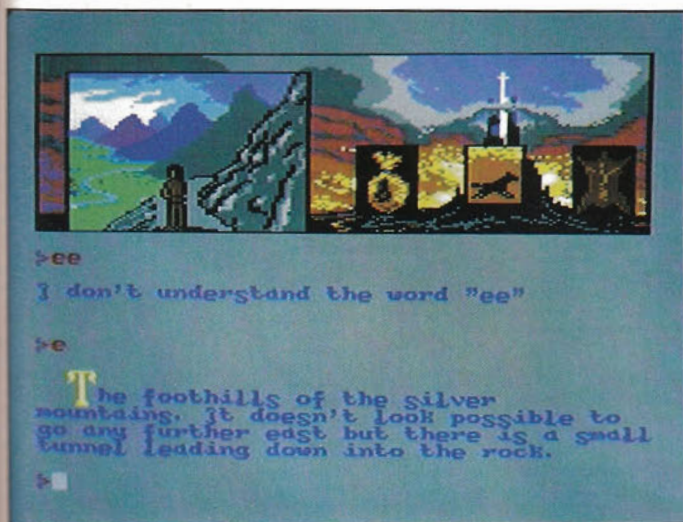 >ee
I don't understand the word "ee"
>e
The foothills of the silver
mountains. It doesn't look possible to
go any further east but there is a small
tunnel leading down into the rock.
>